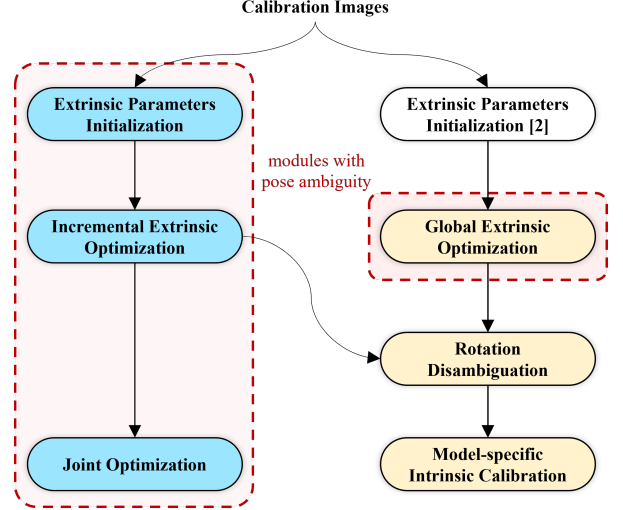 Calibration Images
Extrinsic Parameters
Initialization
Extrinsic Parameters
Initialization [2]
modules with
pose ambiguity
Incremental Extrinsic
Optimization
Global Extrinsic
Optimization
Rotation
Disambiguation
Joint Optimization
Model-specific
Intrinsic Calibration